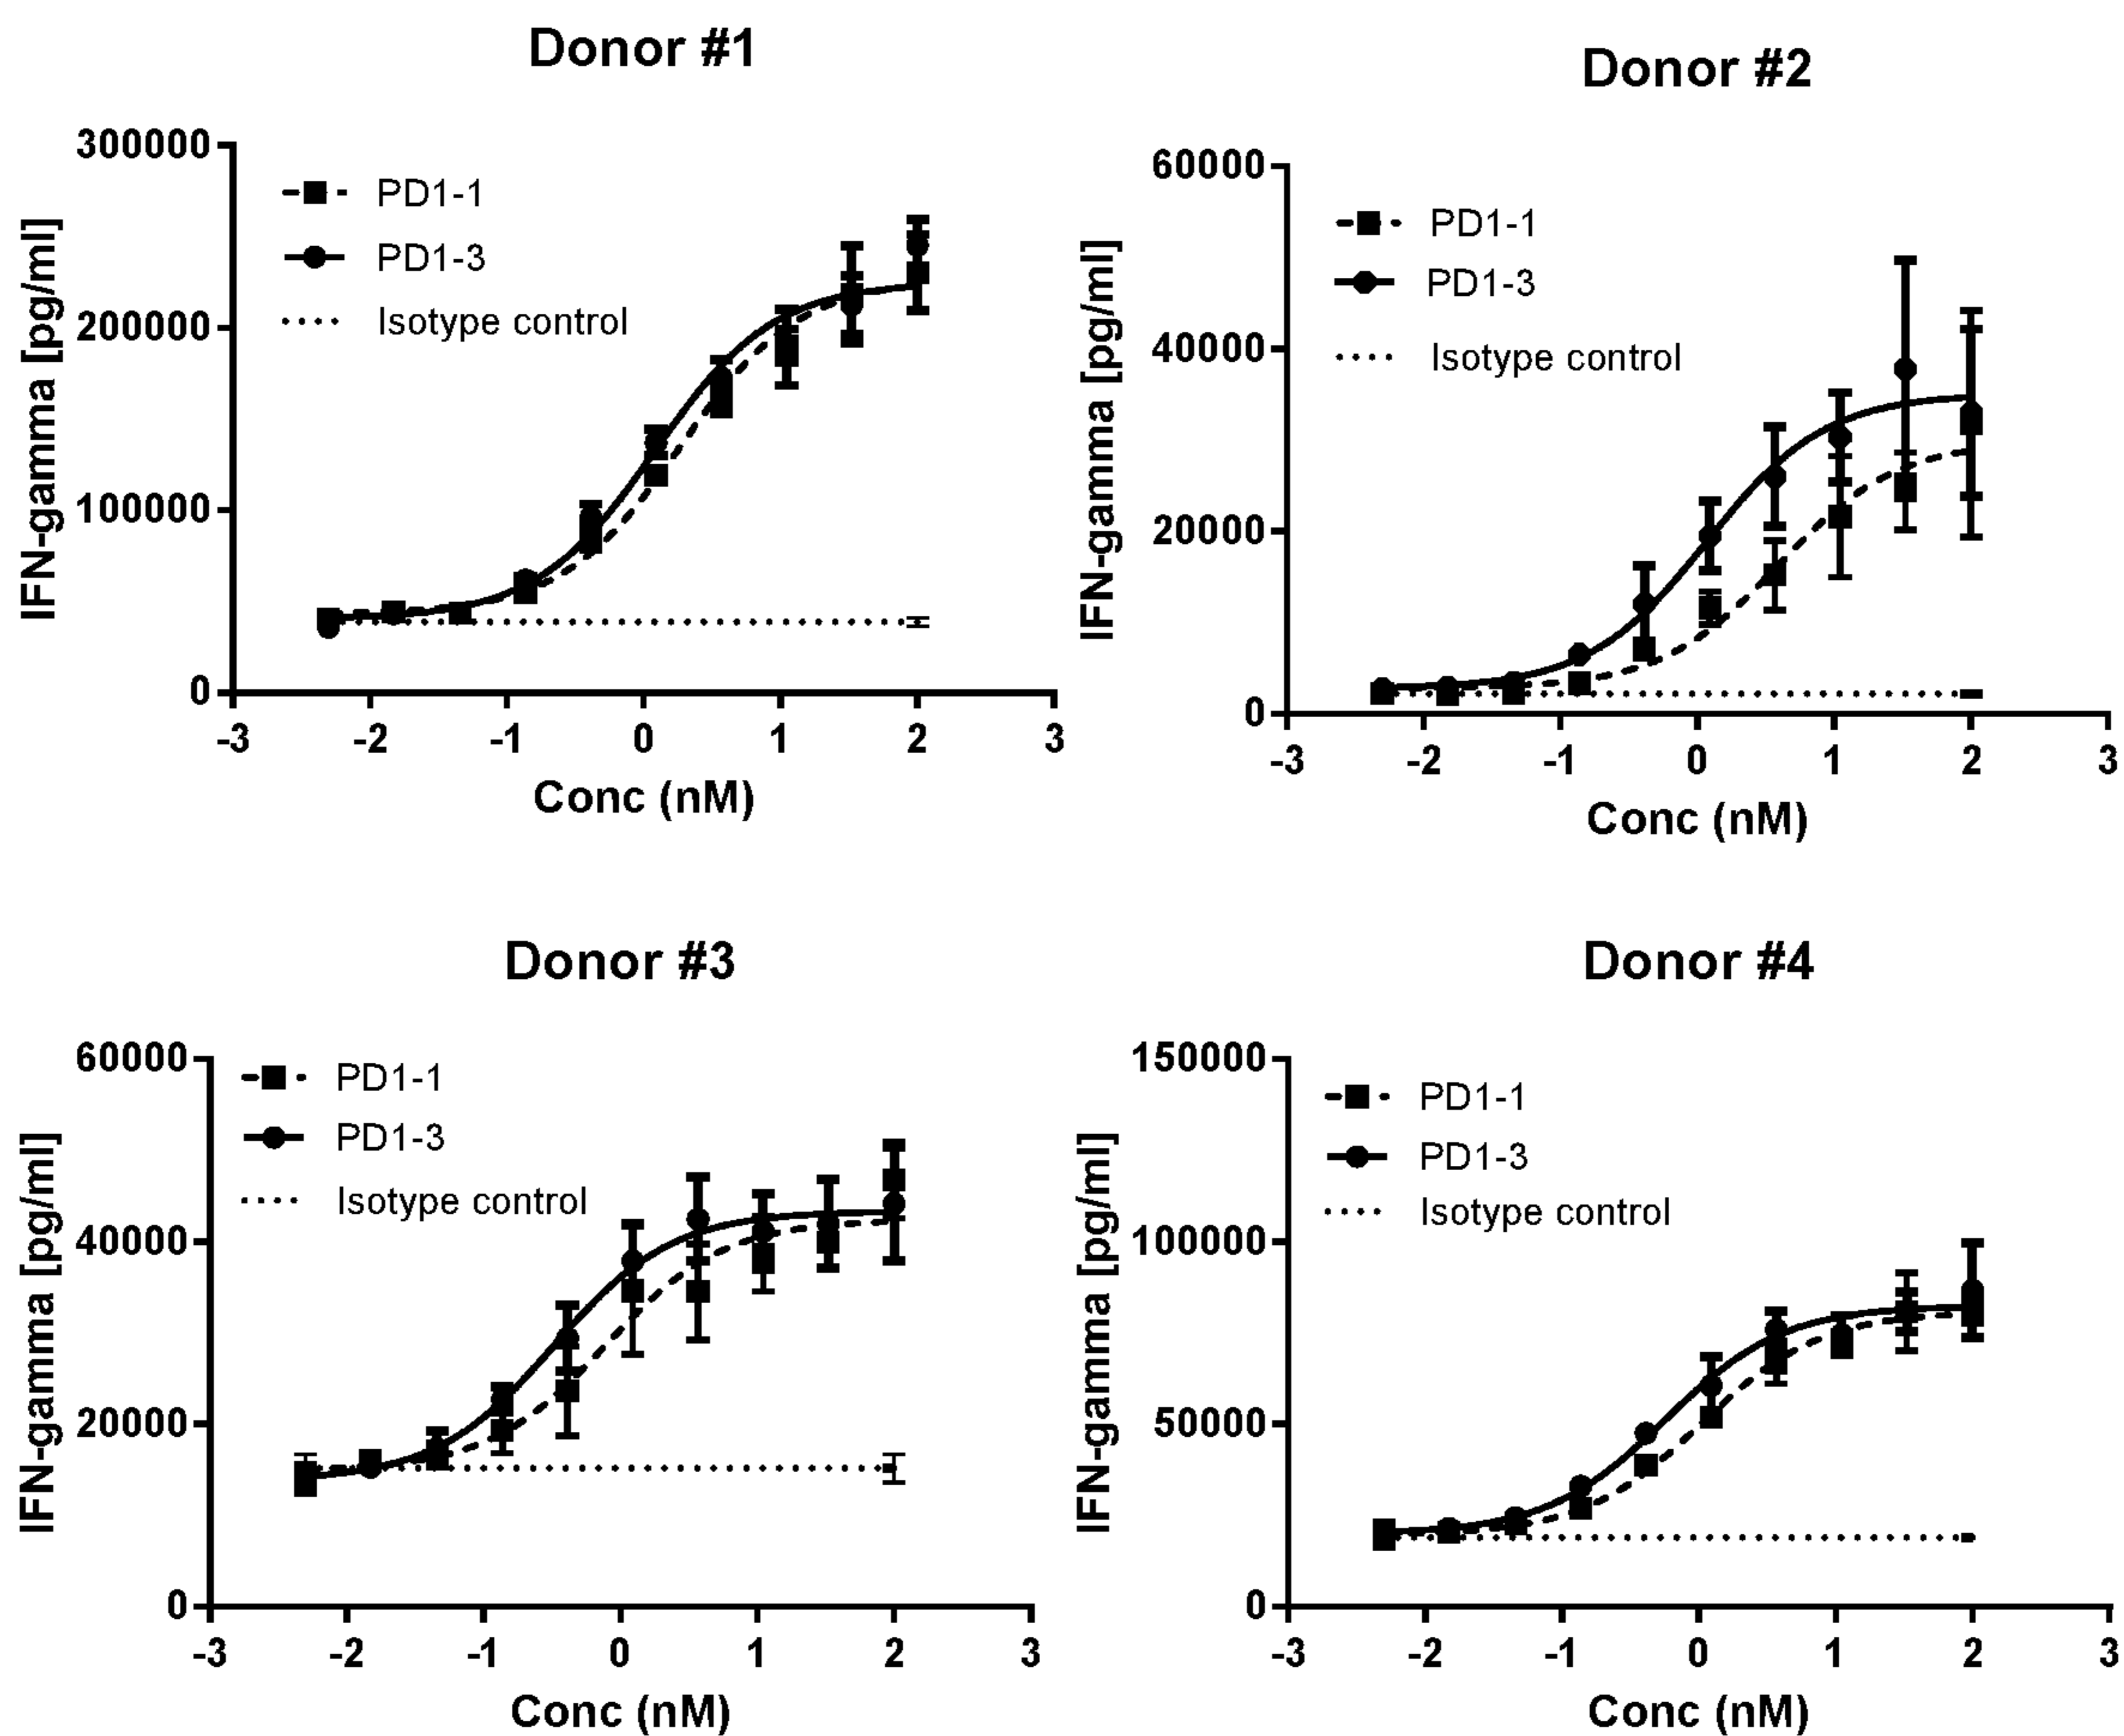 Donor #1
IFN-gamma [pg/ml]
300000
200000
100000
0
PD1-1
PD1-3
Isotype control
-3 -2 -1 0 1 2 3
Conc (nM)
Donor #2
IFN-gamma [pg/ml]
60000
40000
20000
0
PD1-1
PD1-3
Isotype control
-3 -2 -1 0 1 2 3
Conc (nM)
Donor #3
IFN-gamma [pg/ml]
60000
40000
20000
0
PD1-1
PD1-3
Isotype control
-3 -2 -1 0 1 2 3
Conc (nM)
Donor #4
IFN-gamma [pg/ml]
150000
100000
50000
0
PD1-1
PD1-3
Isotype control
-3 -2 -1 0 1 2 3
Conc (nM)